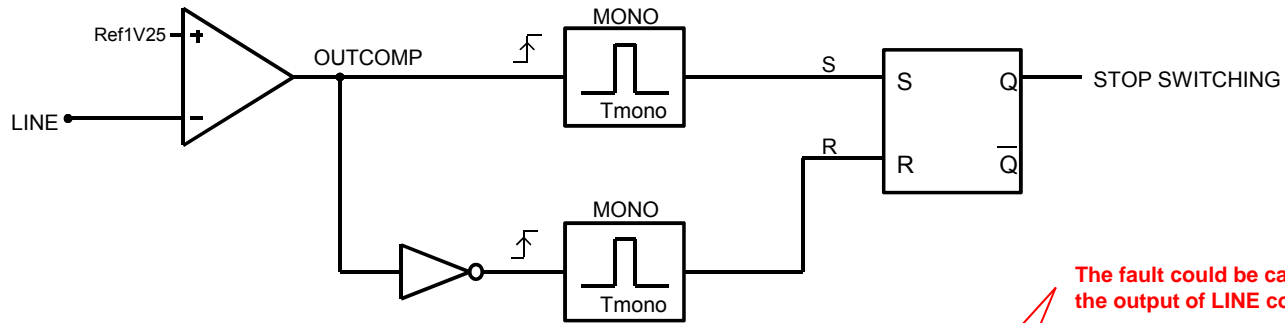 MONO
Ref1V25
+
OUTCOMP
S
S
Q
STOP SWITCHING
Tmono
LINE
−
R
R
Q
MONO
Tmono
The fault could be ca
the output of LINE co